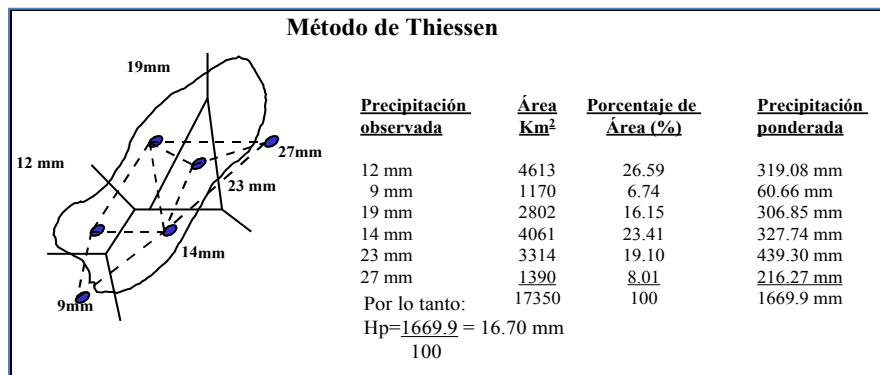 Método de Thiessen
19mm
12 mm
27mm
23 mm
14mm
9mm
Precipitación Área Porcentaje de Precipitación
observada Km2 Área (%) ponderada
12 mm 4613 26.59 319.08 mm
9 mm 1170 6.74 60.66 mm
19 mm 2802 16.15 306.85 mm
14 mm 4061 23.41 327.74 mm
23 mm 3314 19.10 439.30 mm
27 mm 1390 8.01 216.27 mm
17350 100 1669.9 mm
Por lo tanto:
Hp=1669.9 = 16.70 mm
100